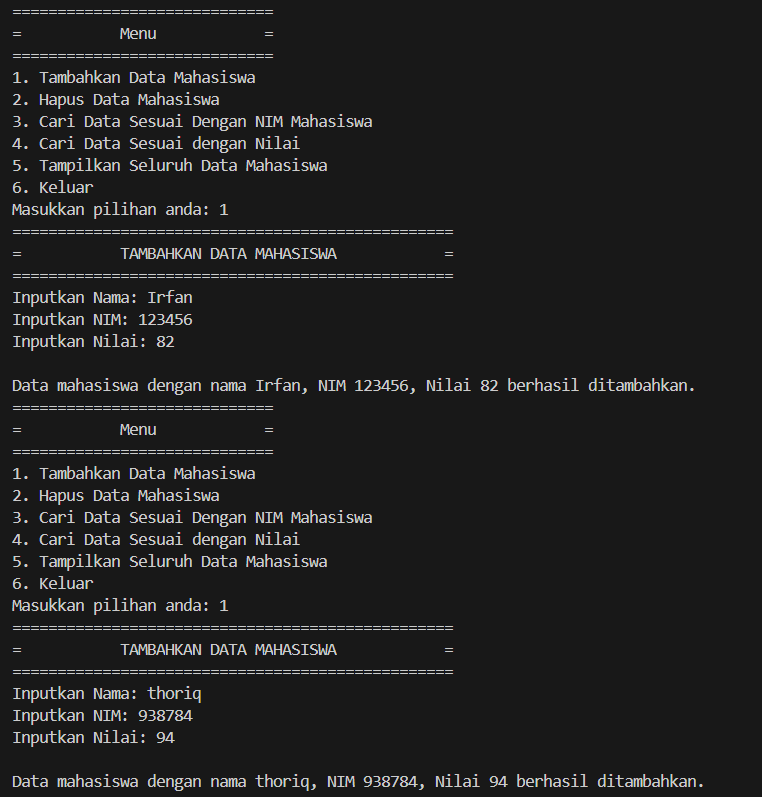 =============================
=           Menu            =
=============================
1. Tambahkan Data Mahasiswa
2. Hapus Data Mahasiswa
3. Cari Data Sesuai Dengan NIM Mahasiswa
4. Cari Data Sesuai dengan Nilai
5. Tampilkan Seluruh Data Mahasiswa
6. Keluar
Masukkan pilihan anda: 1
=================================================
=           TAMBAHKAN DATA MAHASISWA            =
=================================================
Inputkan Nama: Irfan
Inputkan NIM: 123456
Inputkan Nilai: 82

Data mahasiswa dengan nama Irfan, NIM 123456, Nilai 82 berhasil ditambahkan.
=============================
=           Menu            =
=============================
1. Tambahkan Data Mahasiswa
2. Hapus Data Mahasiswa
3. Cari Data Sesuai Dengan NIM Mahasiswa
4. Cari Data Sesuai dengan Nilai
5. Tampilkan Seluruh Data Mahasiswa
6. Keluar
Masukkan pilihan anda: 1
=================================================
=           TAMBAHKAN DATA MAHASISWA            =
=================================================
Inputkan Nama: thoriq
Inputkan NIM: 938784
Inputkan Nilai: 94

Data mahasiswa dengan nama thoriq, NIM 938784, Nilai 94 berhasil ditambahkan.